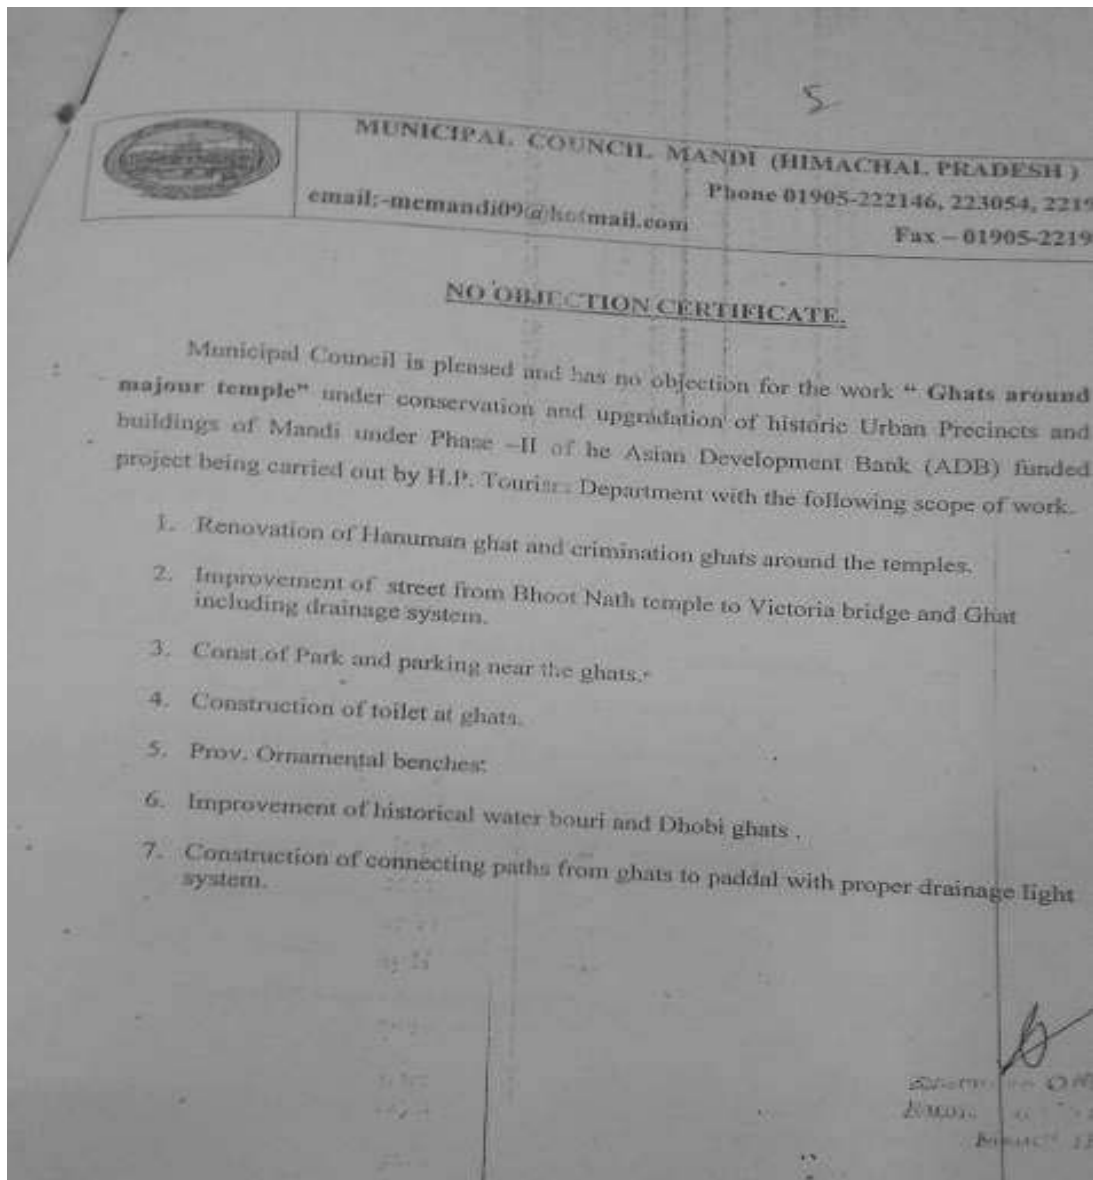 5
MUNICIPAL COUNCIL MANDI (HIMACHAL PRADESH )
Phone 01905-222146, 223054, 2219
email:-mcmandi09@hotmail.com
Fax – 01905-2219
NO OBJECTION CERTIFICATE.
Municipal Council is pleased and has no objection for the work “ Ghats around
majour temple” under conservation and upgradation of historic Urban Precincts and
buildings of Mandi under Phase –II of he Asian Development Bank (ADB) funded
project being carried out by H.P. Tourism Department with the following scope of work.
1. Renovation of Hanuman ghat and crimination ghats around the temples.
2. Improvement of street from Bhoot Nath temple to Victoria bridge and Ghat
including drainage system.
3. Const.of Park and parking near the ghats.
4. Construction of toilet at ghats.
5. Prov. Ornamental benches.
6. Improvement of historical water bouri and Dhobi ghats .
7. Construction of connecting paths from ghats to paddal with proper drainage light
system.